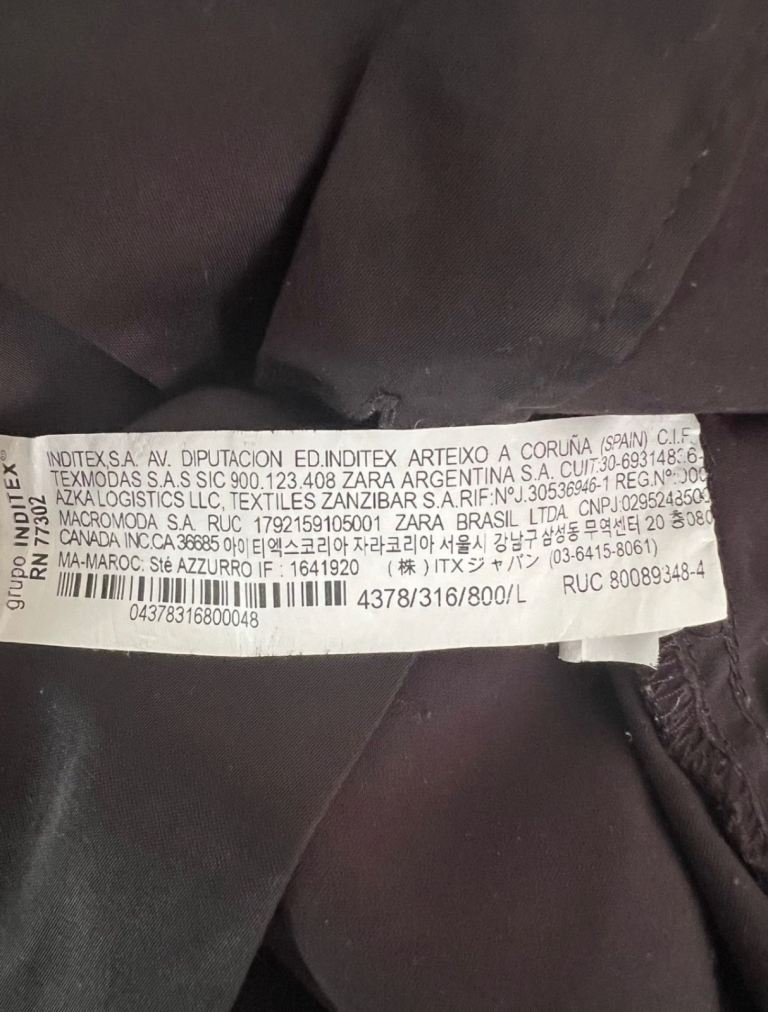 grupo INDITEX®
RN 77302
INDITEX,S.A. AV. DIPUTACION ED.INDITEX ARTEIXO A CORUÑA (SPAIN) C.I.F.
TEXMODAS S.A.S SIC 900.123.408 ZARA ARGENTINA S.A. CUIT:30-6931483
AZKA LOGISTICS LLC, TEXTILES ZANZIBAR S.A.RIF:NºJ.30536946-1 REG.Nº:
MACROMODA S.A. RUC 1792159105001 ZARA BRASIL LTDA. CNPJ:
CANADA INC.CA 36685 아이티엑스코리아 자라코리아 서울시 강남구삼성동 무역센터 20 층
MA-MAROC: Sté AZZURRO IF : 1641920 (株) ITXジャパン (03-6415-8061)
4378/316/800/L RUC 80089348-4
04378316800048